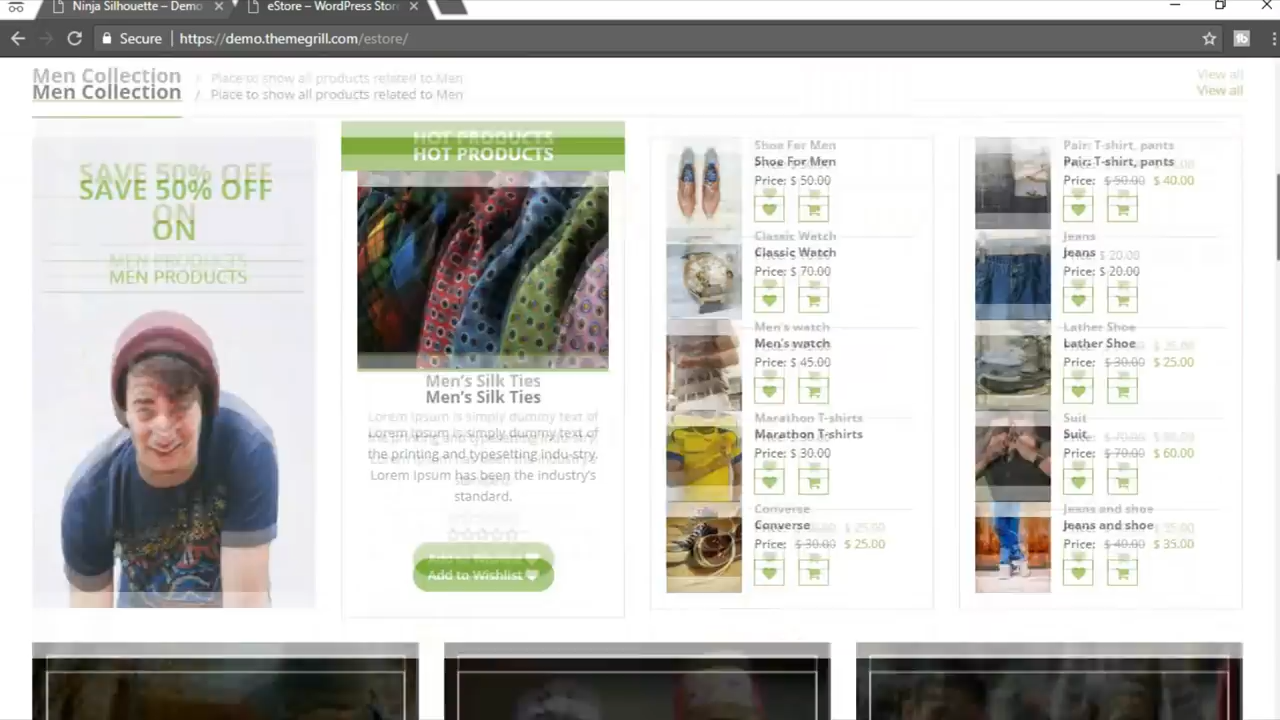 Ninja Silhouette – Demo
eStore – WordPress Stor
Secure
https://demo.themegrill.com/estore/
Men Collection / Place to show all products related to Men
View all
SAVE 50% OFF
ON
MEN PRODUCTS
HOT PRODUCTS
Men's Silk Ties
Lorem Ipsum is simply dummy text of
the printing and typesetting indu-stry.
Lorem Ipsum has been the industry's
standard.
Add to Wishlist
Shoe For Men
Price: $ 50.00
Classic Watch
Price: $ 70.00
Men's watch
Price: $ 45.00
Marathon T-shirts
Price: $ 30.00
Converse
Price: $ 30.00 $ 25.00
Pair: T-shirt, pants
Price: $ 50.00 $ 40.00
Jeans
Price: $ 20.00
Lather Shoe
Price: $ 30.00 $ 25.00
Suit
Price: $ 70.00 $ 60.00
Jeans and shoe
Price: $ 40.00 $ 35.00